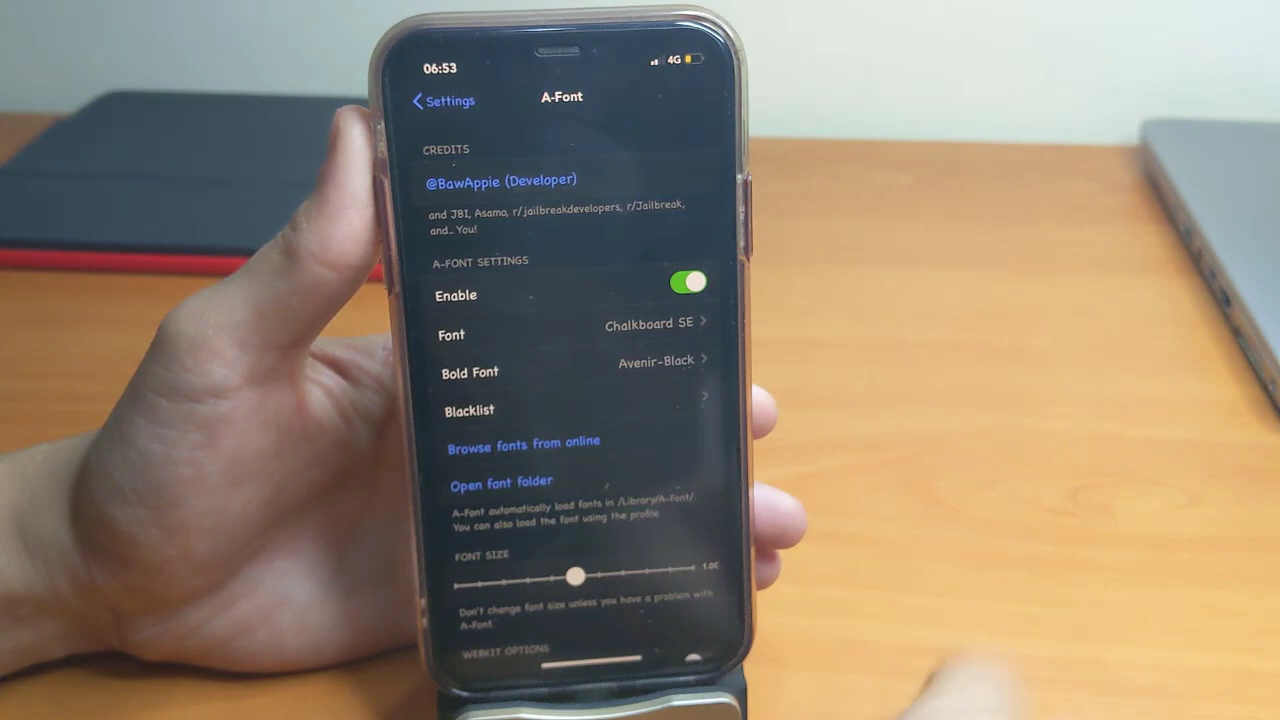 06:53
4G
Settings
A-Font
CREDITS
@BawAppie (Developer)
and JBI, Asamo, r/jailbreakdevelopers, r/Jailbreak,
and.. You!
A-FONT SETTINGS
Enable
Font
Chalkboard SE
Bold Font
Avenir-Black
Blacklist
Browse fonts from online
Open font folder
A-Font automatically load fonts in /Library/A-Font/.
You can also load the font using the profile.
FONT SIZE
1.00
Don't change font size unless you have a problem with
A-Font.
WEBKIT OPTIONS